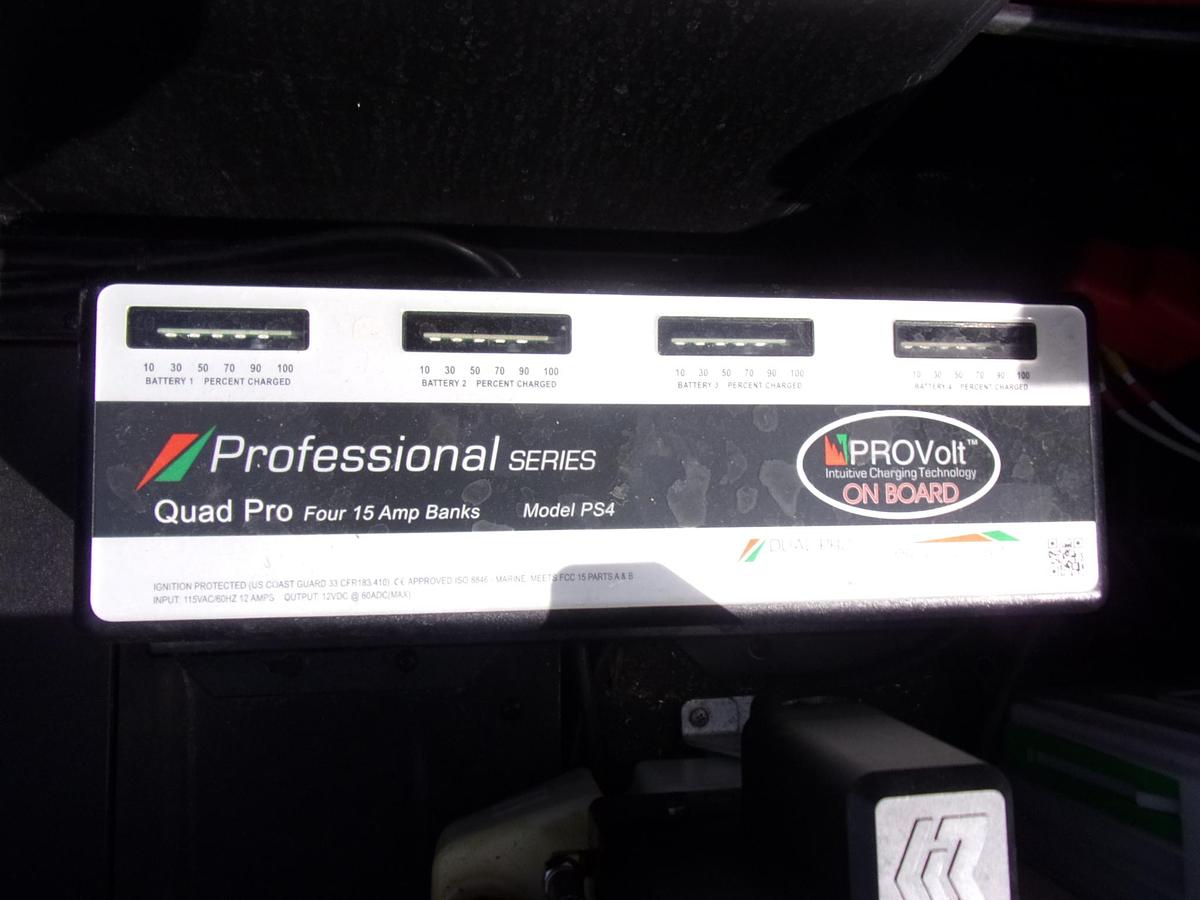 10 30 50 70 90 100
BATTERY 1 PERCENT CHARGED
10 30 50 70 90 100
BATTERY 2 PERCENT CHARGED
10 30 50 70 90 100
BATTERY 3 PERCENT CHARGED
10 30 50 70 90 100
BATTERY 4 PERCENT CHARGED
Professional SERIES
Quad Pro Four 15 Amp Banks Model PS4
PROVolt™
Intuitive Charging Technology
ON BOARD
DUAL PRO
IGNITION PROTECTED (US COAST GUARD 33 CFR183.410) CE APPROVED ISO 8846 - MARINE, MEETS FCC 15 PARTS A & B
INPUT: 115VAC/60HZ 12 AMPS OUTPUT: 12VDC @ 60ADC(MAX)